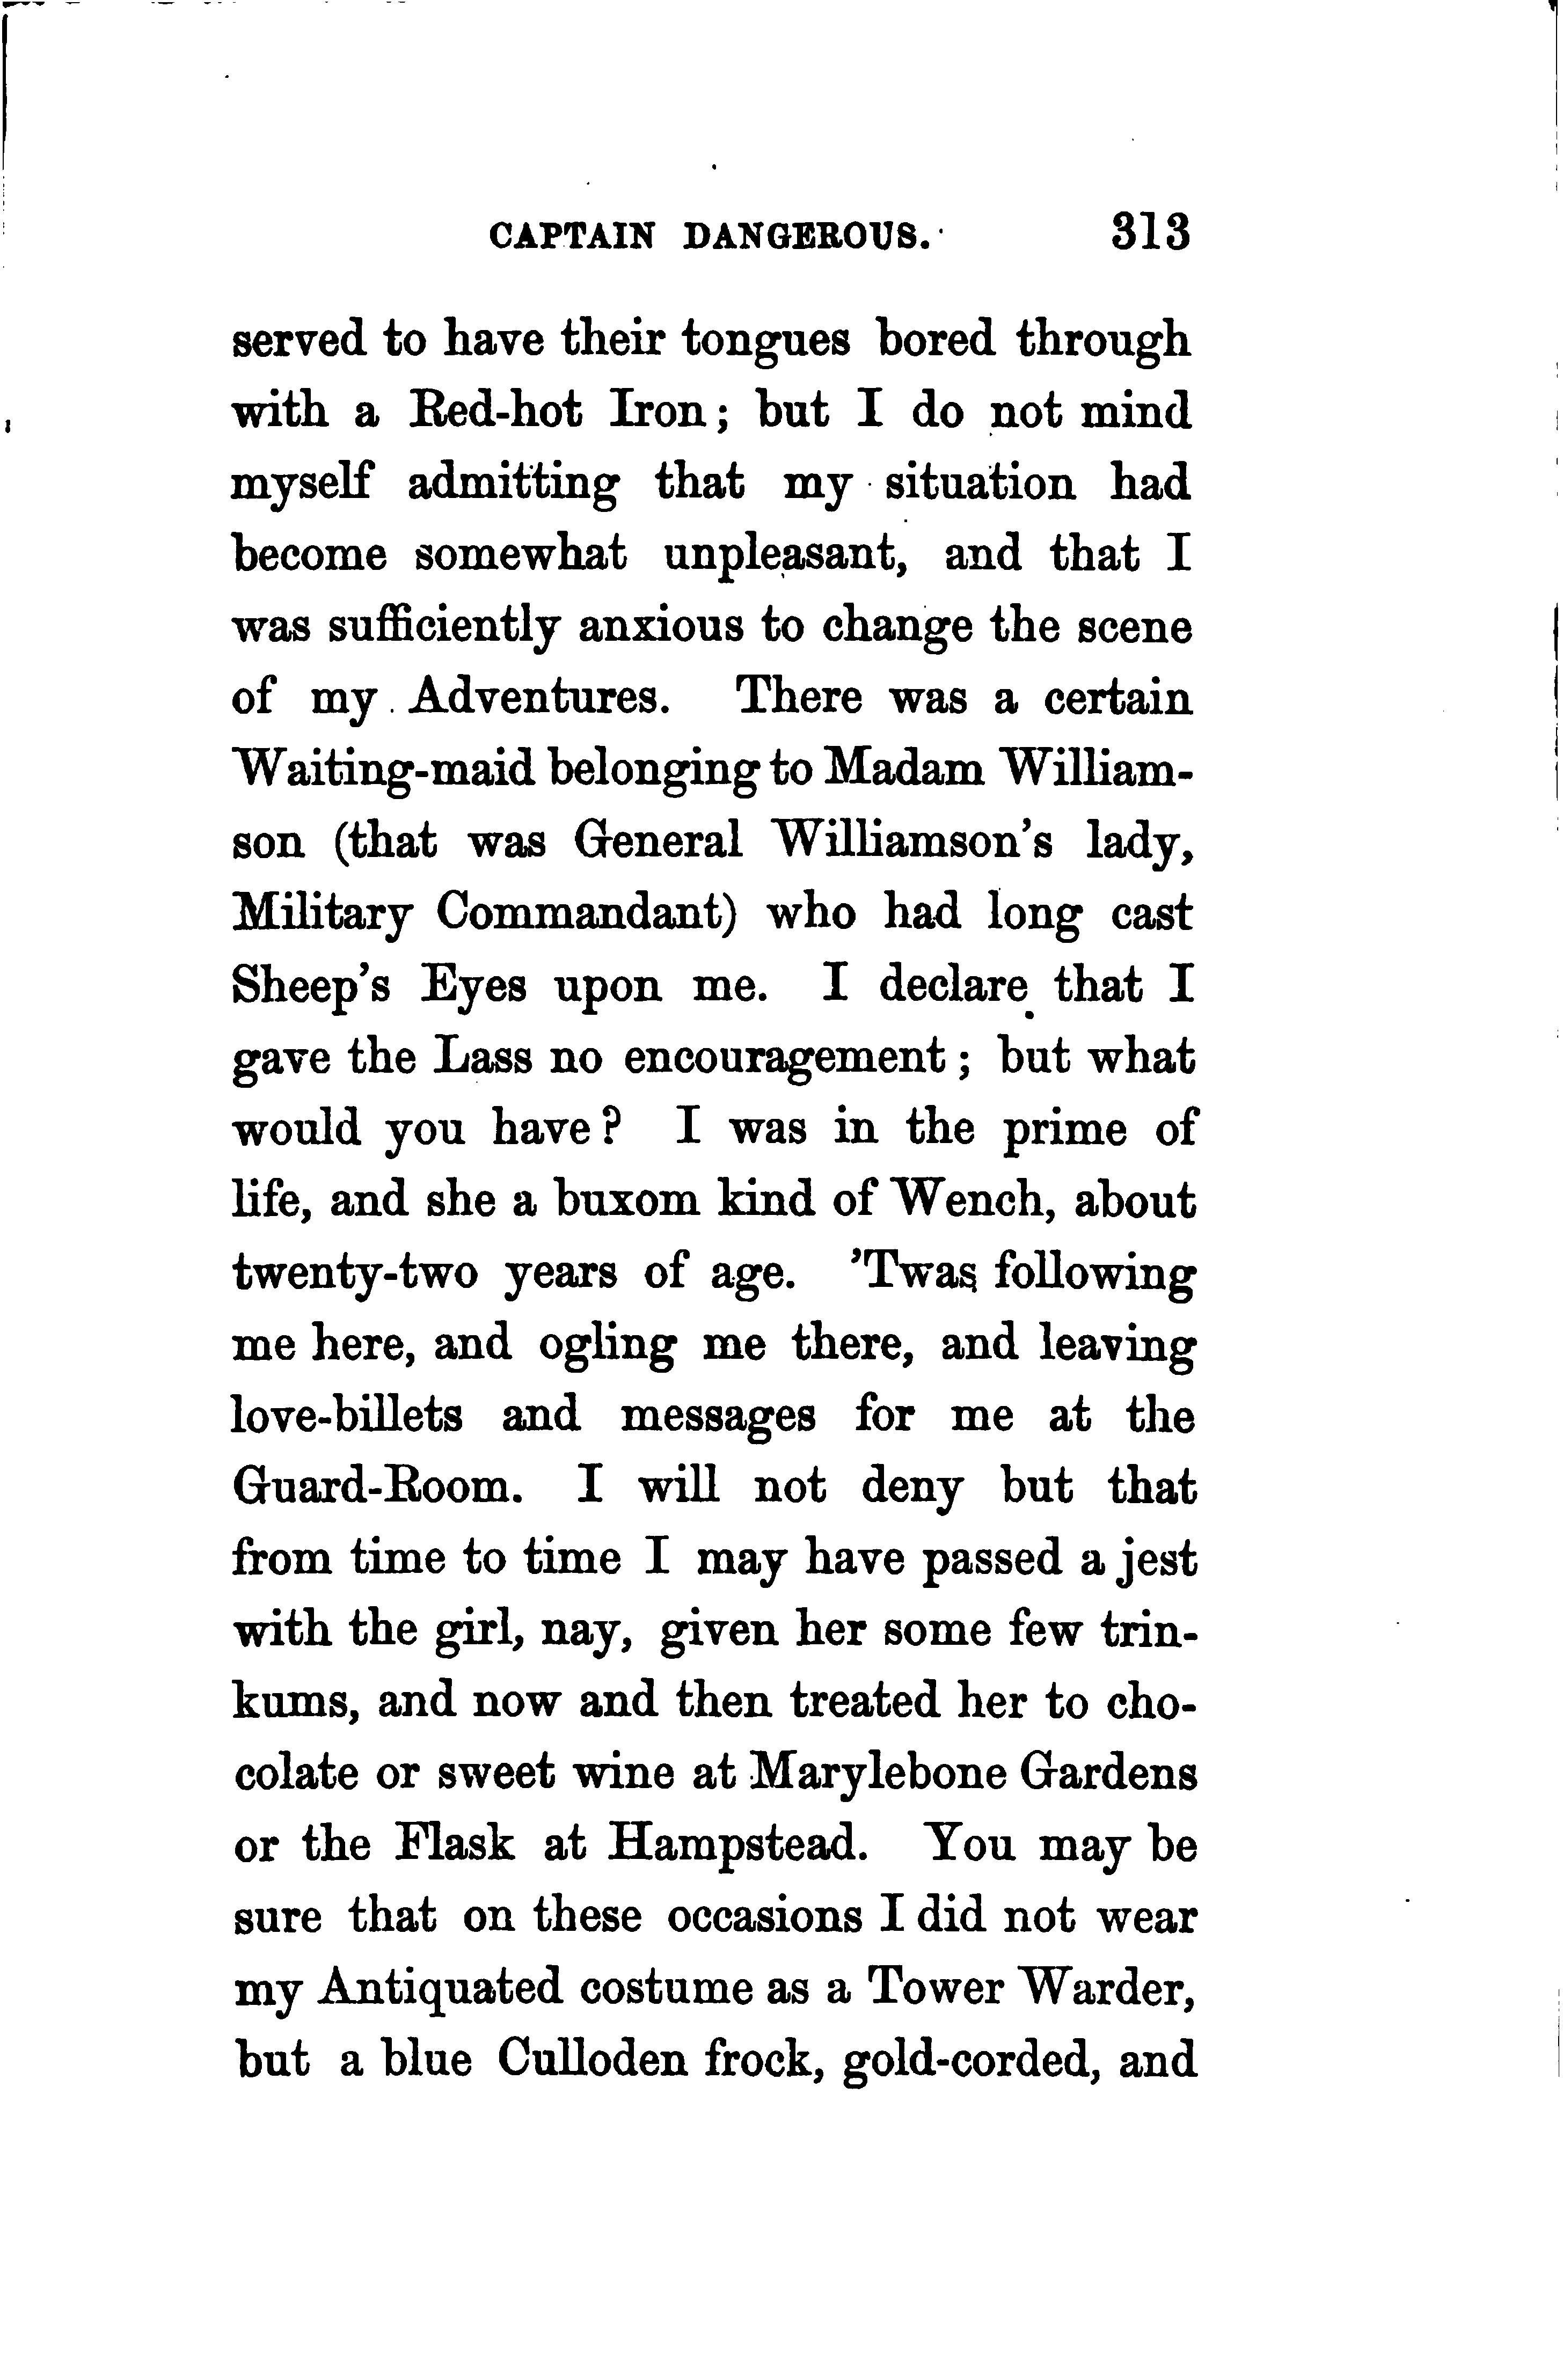 CAPTAIN DANGEROUS. 313
served to have their tongues bored through
with a Red-hot Iron; but I do not mind
myself admitting that my situation had
become somewhat unpleasant, and that I
was sufficiently anxious to change the scene
of my Adventures. There was a certain
Waiting-maid belonging to Madam William-
son (that was General Williamson's lady,
Military Commandant) who had long cast
Sheep's Eyes upon me. I declare that I
gave the Lass no encouragement; but what
would you have? I was in the prime of
life, and she a buxom kind of Wench, about
twenty-two years of age. 'Twas following
me here, and ogling me there, and leaving
love-billets and messages for me at the
Guard-Room. I will not deny but that
from time to time I may have passed a jest
with the girl, nay, given her some few trin-
kums, and now and then treated her to cho-
colate or sweet wine at Marylebone Gardens
or the Flask at Hampstead. You may be
sure that on these occasions I did not wear
my Antiquated costume as a Tower Warder,
but a blue Culloden frock, gold-corded, and